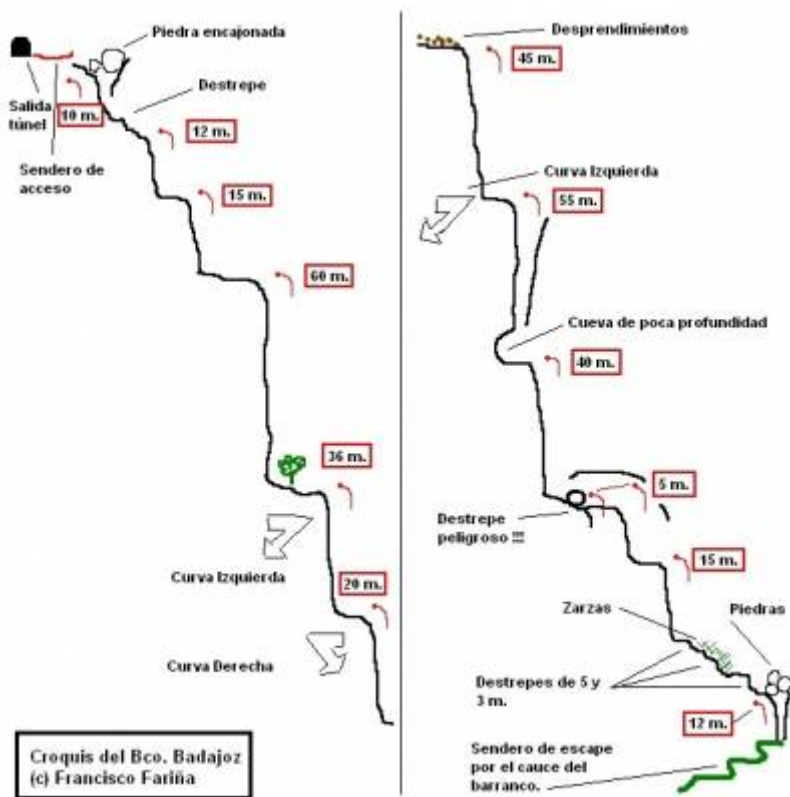 Piedra encajonada
Destrepe
Salida
túnel
10 m.
12 m.
Sendero de
acceso
15 m.
60 m.
36 m.
Curva Izquierda
20 m.
Curva Derecha
Croquis del Bco. Badajoz
(c) Francisco Fariña
Desprendimientos
45 m.
Curva Izquierda
55 m.
Cueva de poca profundidad
40 m.
5 m.
Destrepe
peligroso !!!
15 m.
Zarzas
Piedras
Destrepes de 5 y
3 m.
12 m.
Sendero de escape
por el cauce del
barranco.